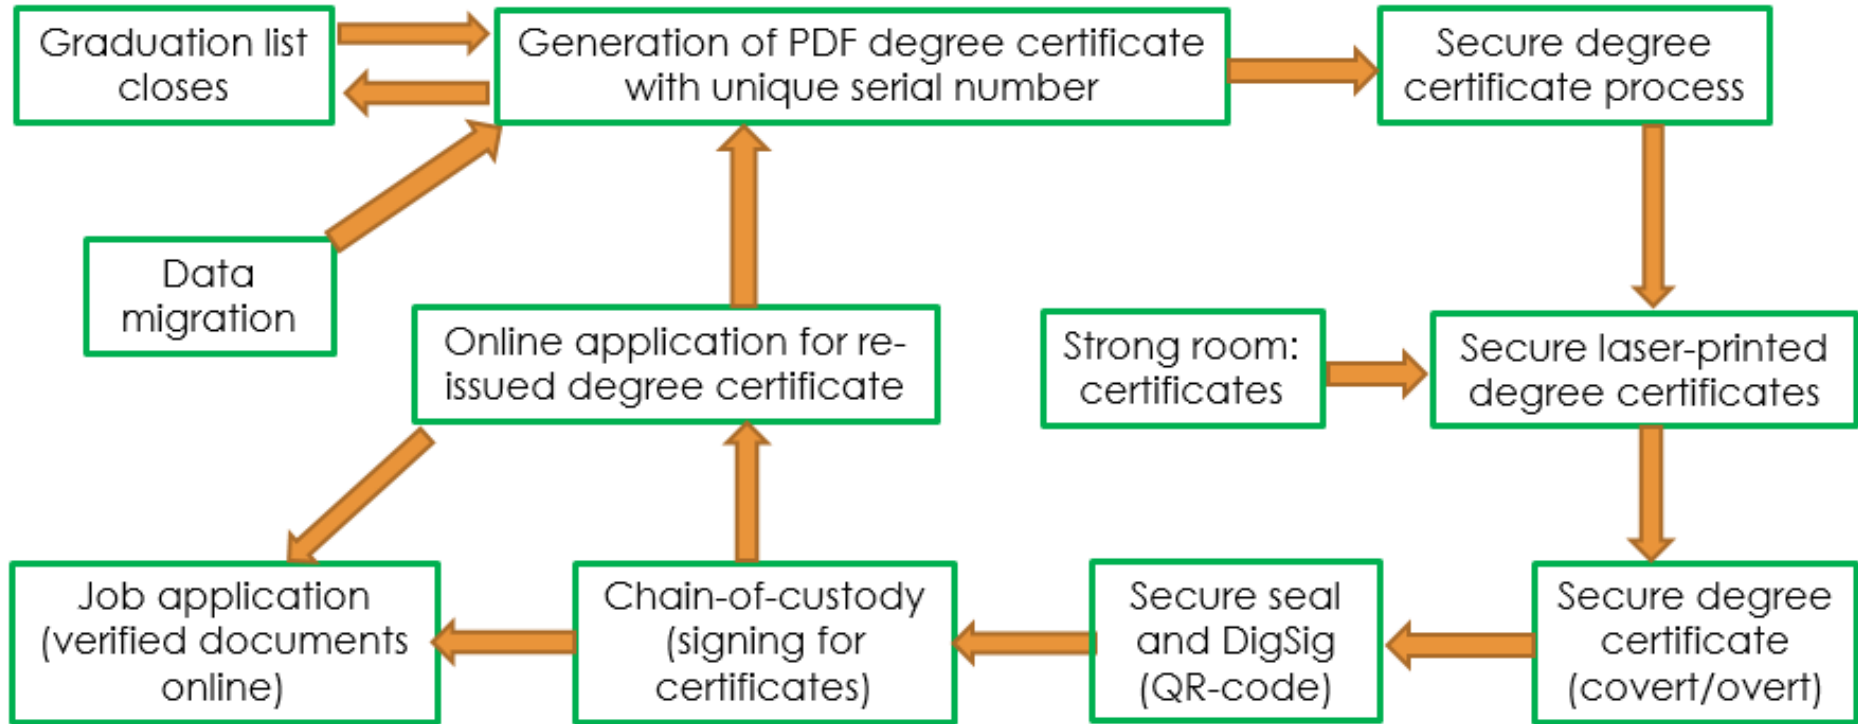 Graduation list
closes
Generation of PDF degree certificate
with unique serial number
Secure degree
certificate process
Data
migration
Online application for re-
issued degree certificate
Strong room:
certificates
Secure laser-printed
degree certificates
Job application
(verified documents
online)
Chain-of-custody
(signing for
certificates)
Secure seal
and DigSig
(QR-code)
Secure degree
certificate
(covert/overt)